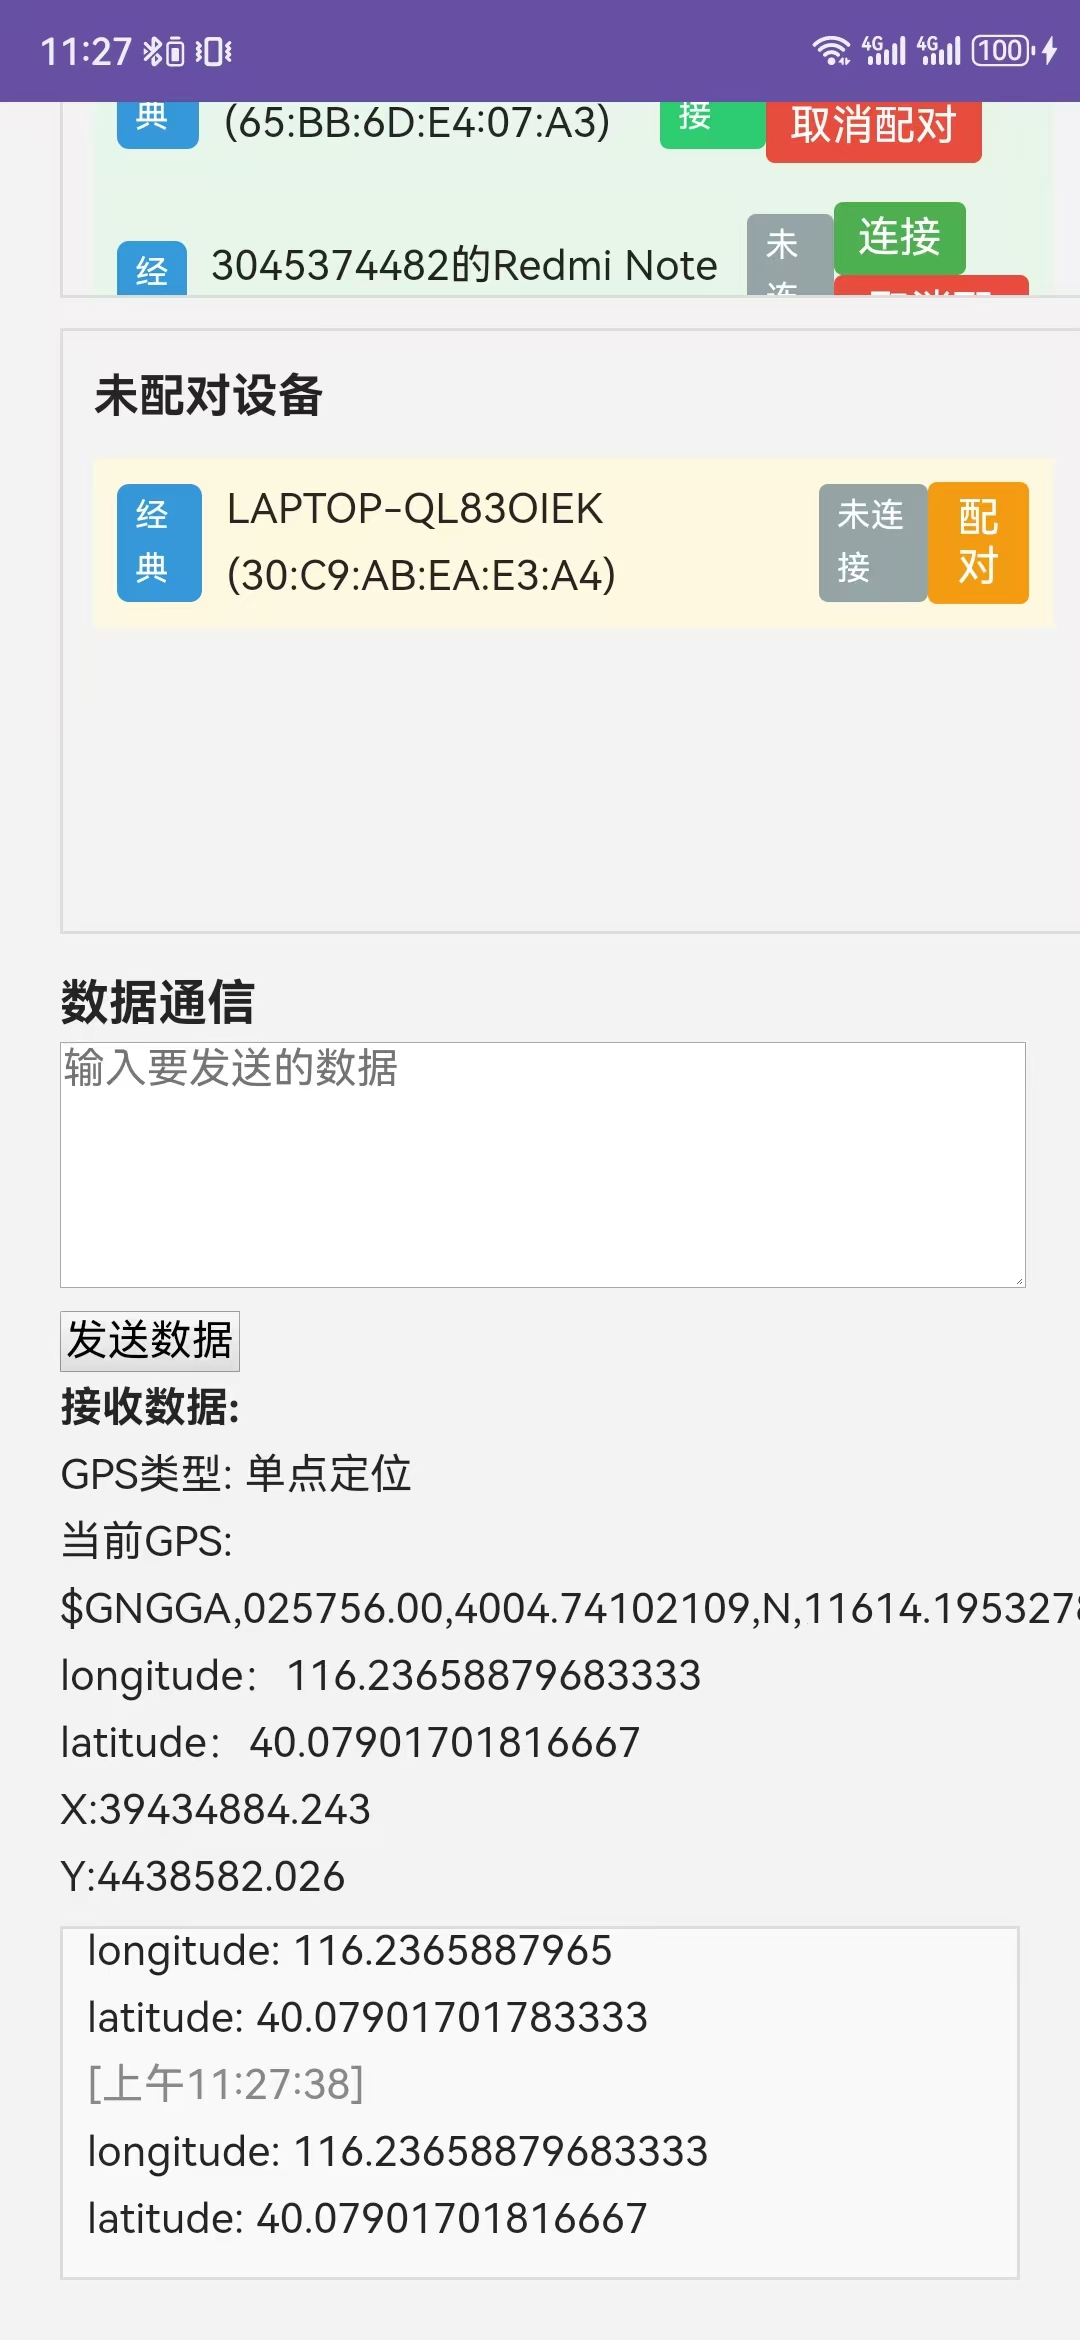 11:27 4G 4G 100
典 (65:BB:6D:E4:07:A3) 接 取消配对
经 3045374482的Redmi Note 未连 连接
取消配
未配对设备
经典 LAPTOP-QL83OIEK 未连接 配对
(30:C9:AB:EA:E3:A4)
数据通信
输入要发送的数据
发送数据
接收数据:
GPS类型: 单点定位
当前GPS:
$GNGGA,025756.00,4004.74102109,N,11614.1953278
longitude：116.23658879683333
latitude：40.07901701816667
X:39434884.243
Y:4438582.026
longitude: 116.2365887965
latitude: 40.07901701783333
[上午11:27:38]
longitude: 116.23658879683333
latitude: 40.07901701816667